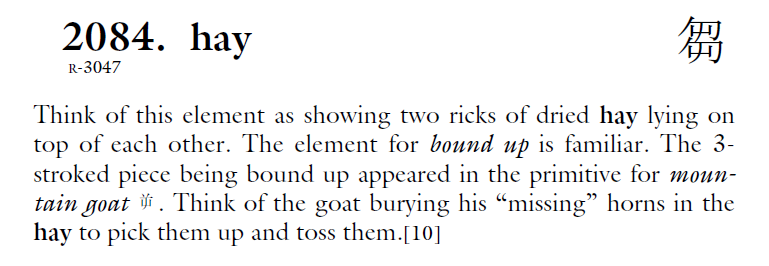 2084. hay 芻
R-3047
Think of this element as showing two ricks of dried hay lying on
top of each other. The element for bound up is familiar. The 3-
stroked piece being bound up appeared in the primitive for moun-
tain goat . Think of the goat burying his “missing” horns in the
hay to pick them up and toss them.[10]